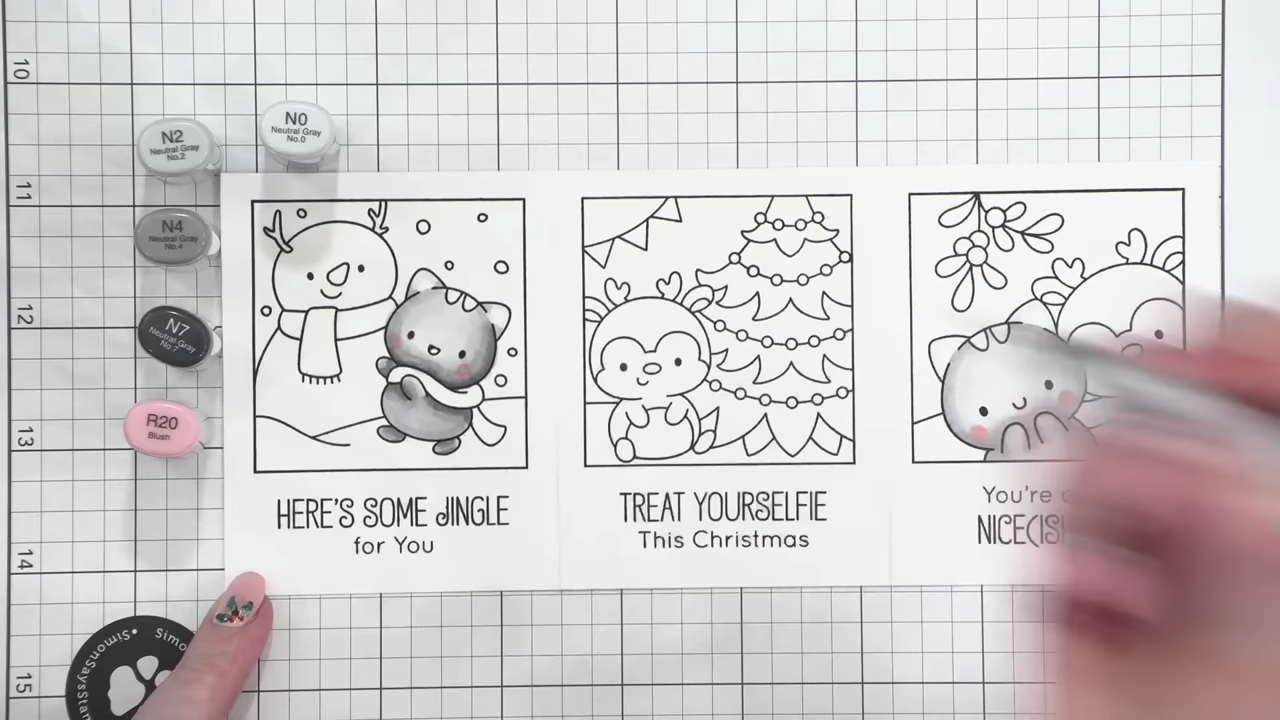 10
11
12
13
14
15
N2
Neutral Gray
No.2
N0
Neutral Gray
No.0
N4
Neutral Gray
No.4
N7
Neutral Gray
No.7
R20
Blush
HERE'S SOME JINGLE
for You
TREAT YOURSELFIE
This Christmas
You're